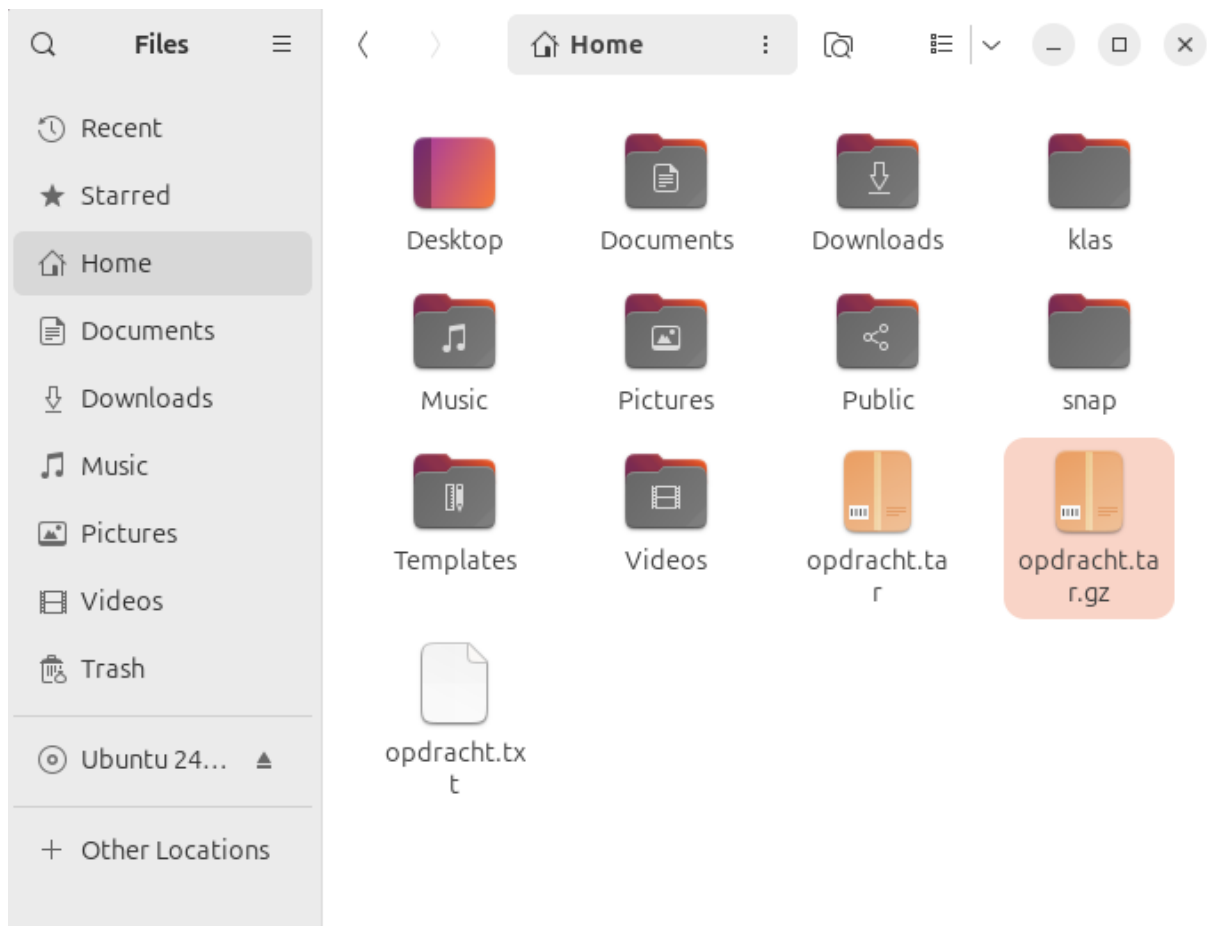 Files
Home
Recent
Starred
Home
Documents
Downloads
Music
Pictures
Videos
Trash
Ubuntu 24...
Other Locations
Desktop
Documents
Downloads
klas
Music
Pictures
Public
snap
Templates
Videos
opdracht.ta
r
opdracht.ta
r.gz
opdracht.tx
t